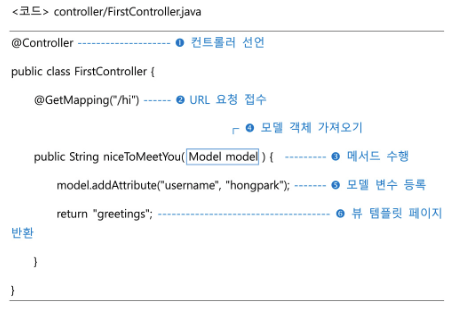 <코드> controller/FirstController.java
@Controller -------------------- ❶ 컨트롤러 선언
public class FirstController {
@GetMapping("/hi") ------ ❷ URL 요청 접수
┌ ❹ 모델 객체 가져오기
public String niceToMeetYou( Model model ) { --------- ❸ 메서드 수행
model.addAttribute("username", "hongpark"); ------- ❺ 모델 변수 등록
return "greetings"; ------------------------------------- ❻ 뷰 템플릿 페이지
반환
}
}